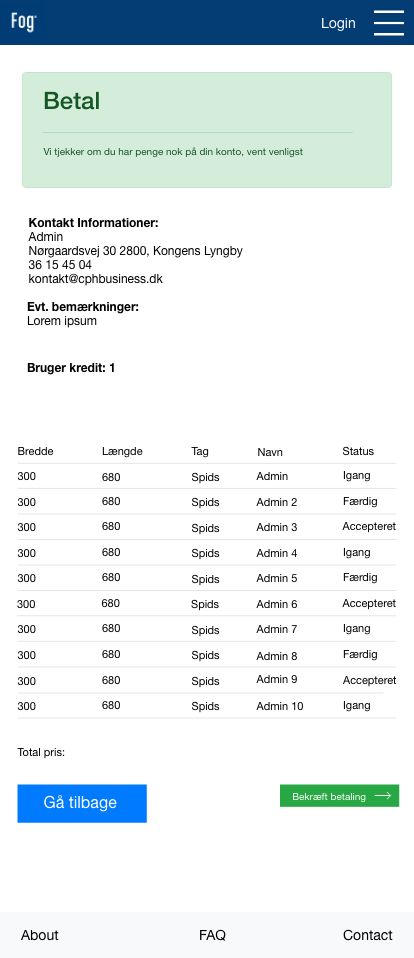 Fog
Login
Betal
Vi tjekker om du har penge nok på din konto, vent venligst
Kontakt Informationer:
Admin
Nørgaardsvej 30 2800, Kongens Lyngby
36 15 45 04
kontakt@cphbusiness.dk
Evt. bemærkninger:
Lorem ipsum
Bruger kredit: 1
Bredde Længde Tag Navn Status
300 680 Spids Admin Igang
300 680 Spids Admin 2 Færdig
300 680 Spids Admin 3 Accepteret
300 680 Spids Admin 4 Igang
300 680 Spids Admin 5 Færdig
300 680 Spids Admin 6 Accepteret
300 680 Spids Admin 7 Igang
300 680 Spids Admin 8 Færdig
300 680 Spids Admin 9 Accepteret
300 680 Spids Admin 10 Igang
Total pris:
Gå tilbage
Bekræft betaling
About FAQ Contact